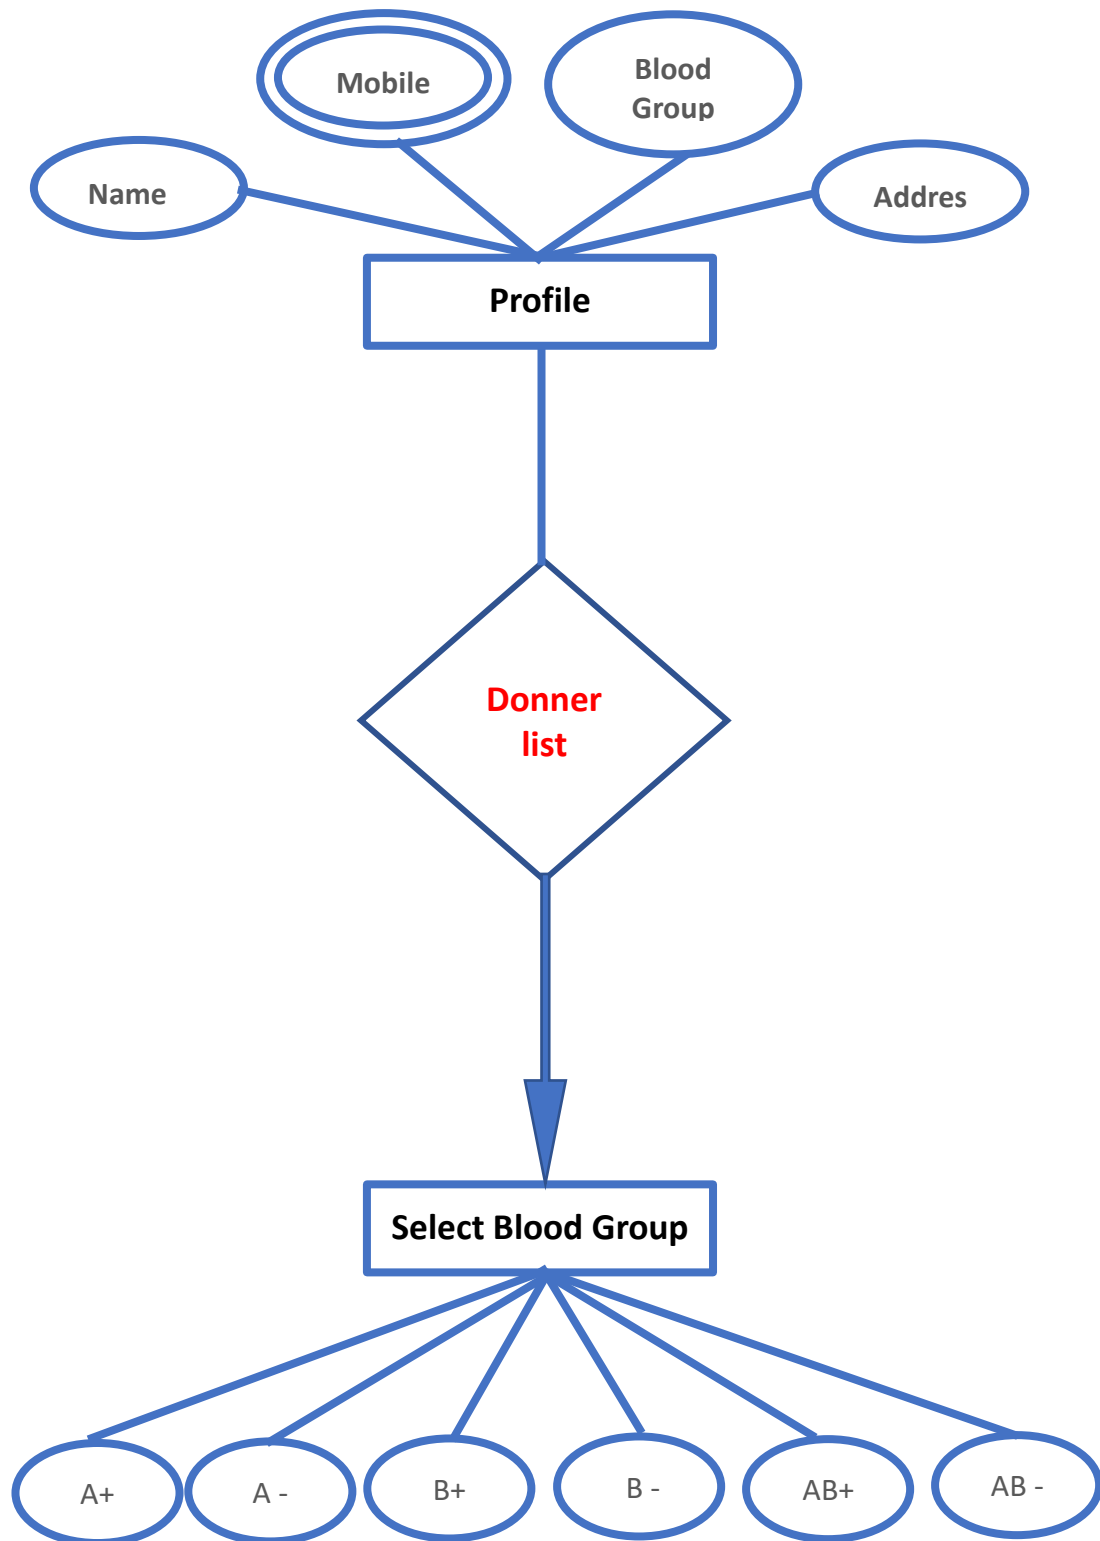 Mobile
Blood
Group
Name
Addres
Profile
Donner
list
Select Blood Group
A+
A -
B+
B -
AB+
AB -